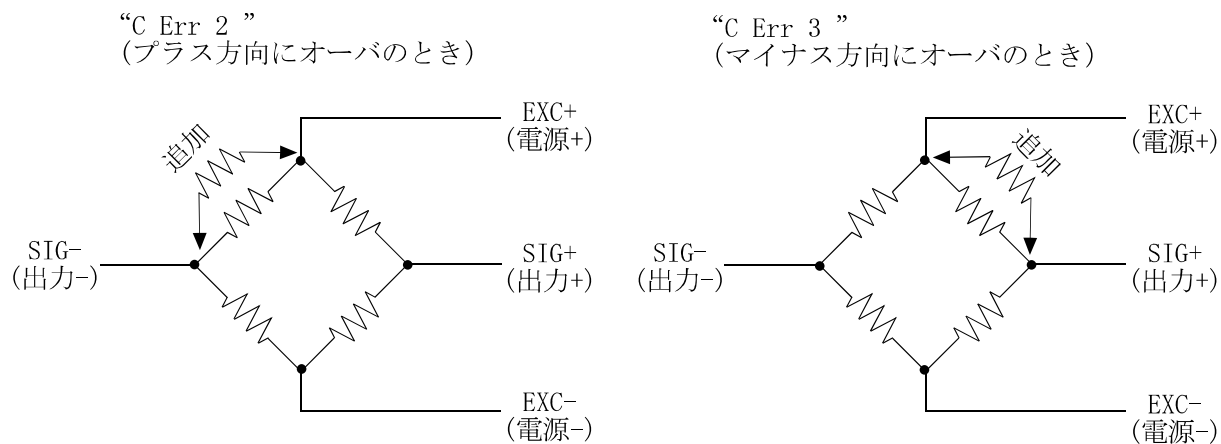 “C Err 2 ”
(プラス方向にオーバのとき)
追加
EXC+
(電源+)
SIG-
(出力-)
SIG+
(出力+)
EXC-
(電源-)
“C Err 3 ”
(マイナス方向にオーバのとき)
追加
EXC+
(電源+)
SIG-
(出力-)
SIG+
(出力+)
EXC-
(電源-)